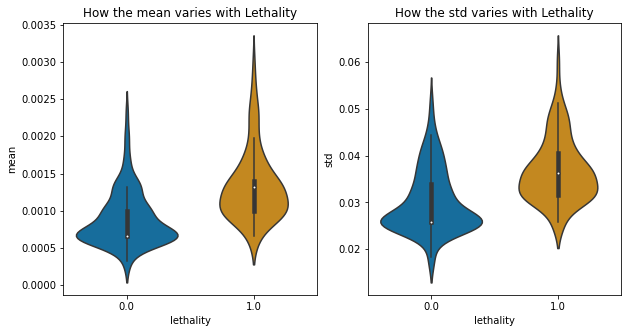 How the mean varies with Lethality
0.0035
0.0030
0.0025
0.0020
0.0015
0.0010
0.0005
0.0000
mean
0.0
1.0
lethality
How the std varies with Lethality
0.06
0.05
0.04
0.03
0.02
std
0.0
1.0
lethality